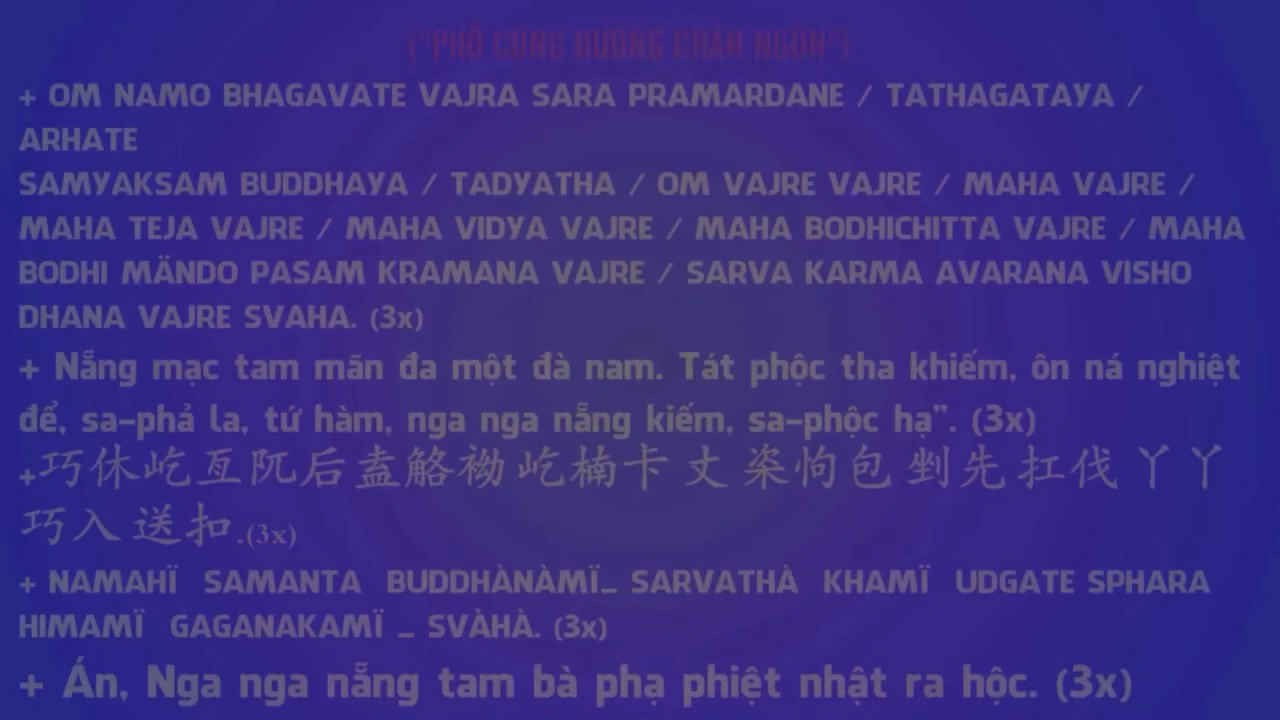 ("PHỔ CÚNG DƯỜNG CHÂN NGÔN")
+ OM NAMO BHAGAVATE VAJRA SARA PRAMARDANE / TATHAGATAYA /
ARHATE
SAMYAKSAM BUDDHAYA / TADYATHA / OM VAJRE VAJRE / MAHA VAJRE /
MAHA TEJA VAJRE / MAHA VIDYA VAJRE / MAHA BODHICHITTA VAJRE / MAHA
BODHI MÄNDO PASAM KRAMANA VAJRE / SARVA KARMA AVARANA VISHO
DHANA VAJRE SVAHA. (3x)
+ Nẵng mạc tam mãn đa một đà nam. Tát phộc tha khiếm, ôn ná nghiệt
để, sa-phả la, tứ hàm, nga nga nẵng kiếm, sa-phộc hạ". (3x)
+巧休屹亙阢后盍觡袎屹楠卡丈栥怐包剉先扛伐丫丫
巧入送扣.(3x)
+ NAMAHÏ SAMANTA BUDDHÀNÀMÏ_ SARVATHÀ KHAMÏ UDGATE SPHARA
HIMAMÏ GAGANAKAMÏ _ SVÀHÀ. (3x)
+ Án, Nga nga nẵng tam bà phạ phiệt nhật ra hộc. (3x)